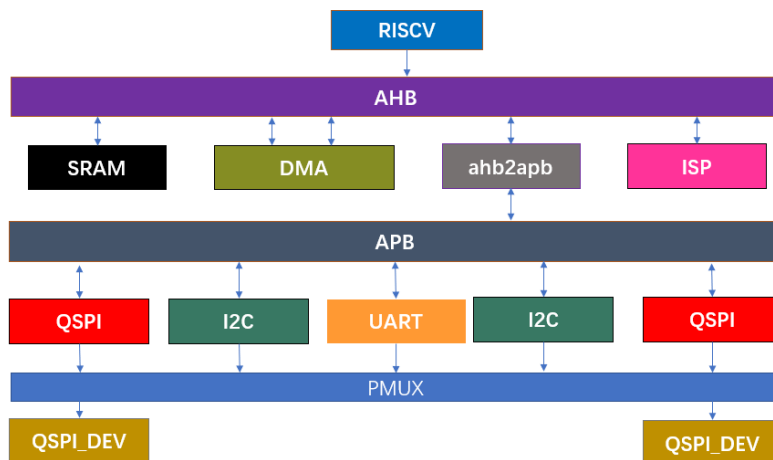 RISCV
AHB
SRAM
DMA
ahb2apb
ISP
APB
QSPI
I2C
UART
I2C
QSPI
PMUX
QSPI_DEV
QSPI_DEV